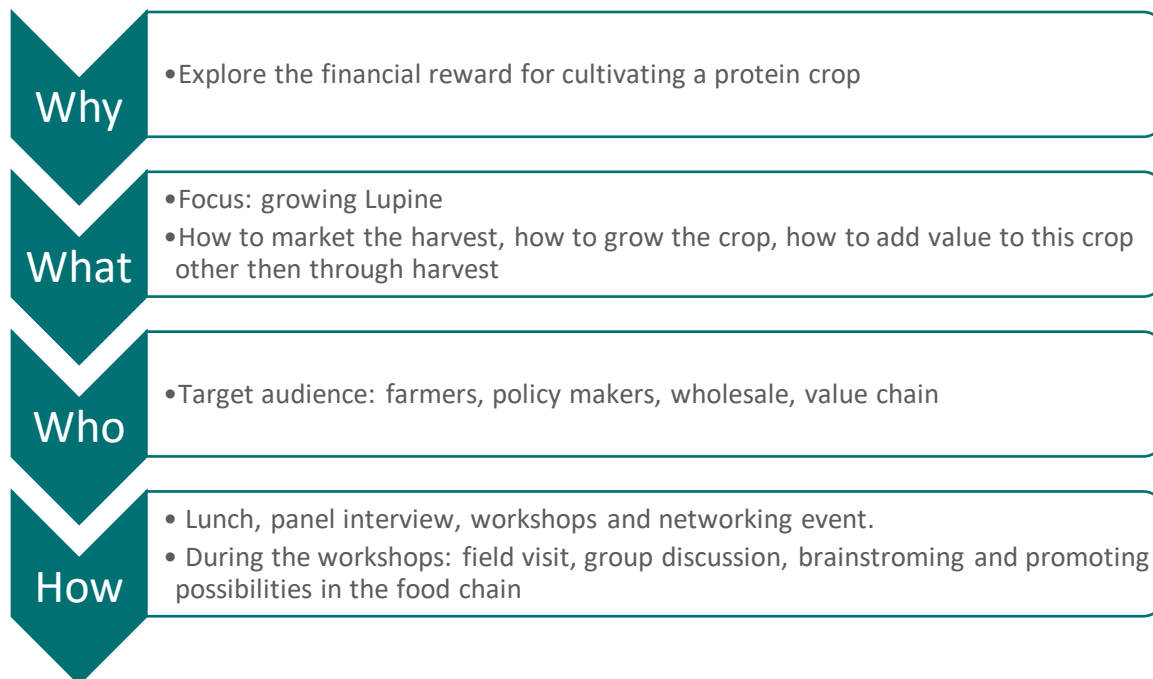 Why
•Explore the financial reward for cultivating a protein crop
What
•Focus: growing Lupine
•How to market the harvest, how to grow the crop, how to add value to this crop
other then through harvest
Who
•Target audience: farmers, policy makers, wholesale, value chain
How
• Lunch, panel interview, workshops and networking event.
• During the workshops: field visit, group discussion, brainstroming and promoting
possibilities in the food chain